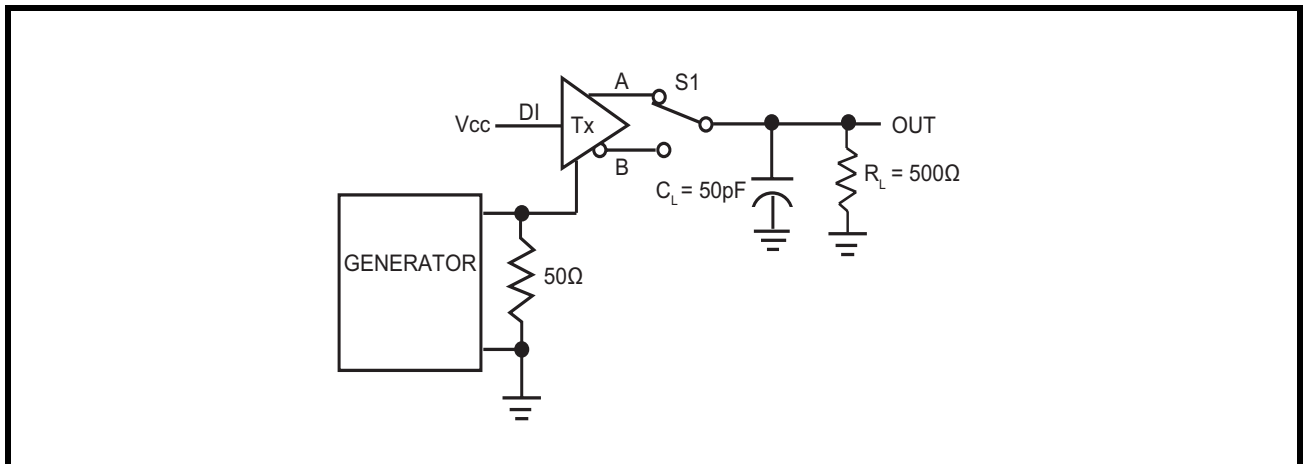 A
S1
DI
Vcc
Tx
OUT
B
C_L = 50pF
R_L = 500Ω
GENERATOR
50Ω